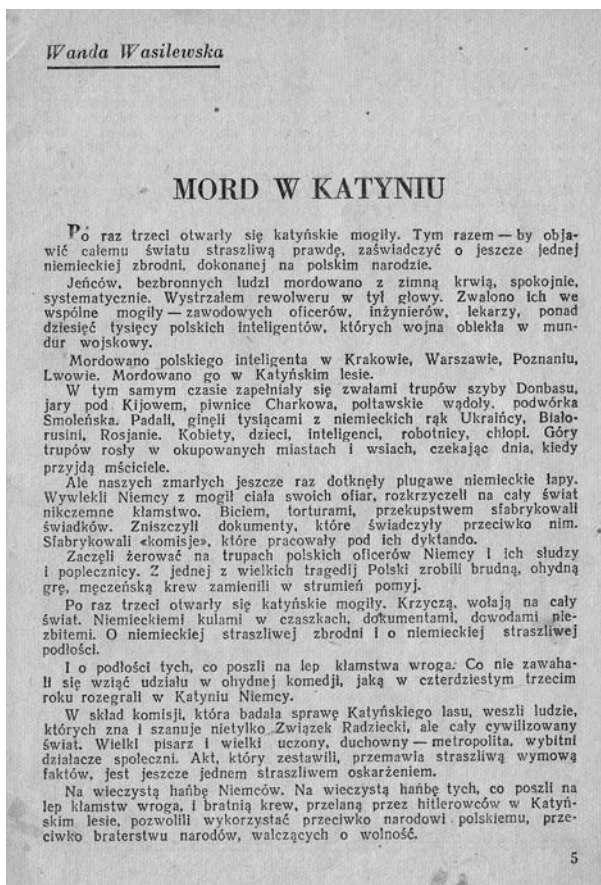 Wanda Wasilewska
MORD W KATYNIU
Po raz trzeci otwarły się katyńskie mogiły. Tym razem — by obja-
wić całemu światu straszliwą prawdę, zaświadczyć o jeszcze jednej
niemieckiej zbrodni, dokonanej na polskim narodzie.
Jeńców, bezbronnych ludzi mordowano z zimną krwią, spokojnie,
systematycznie. Wystrzałem rewolweru w tył głowy. Zwalono ich we
wspólne mogiły — zawodowych oficerów, inżynierów, lekarzy, ponad
dziesięć tysięcy polskich inteligentów, których wojna oblekła w mun-
dur wojskowy.
Mordowano polskiego inteligenta w Krakowie, Warszawie, Poznaniu,
Lwowie. Mordowano go w Katyńskim lesie.
W tym samym czasie zapełniały się zwałami trupów szyby Donbasu,
jary pod Kijowem, piwnice Charkowa, połtawskie wądoły, podwórka
Smoleńska. Padali, ginęli tysiącami z niemieckich rąk Ukraińcy, Biało-
rusini, Rosjanie. Kobiety, dzieci, inteligenci, robotnicy, chłopi. Góry
trupów rosły w okupowanych miastach i wsiach, czekając dnia, kiedy
przyjdą mściciele.
Ale naszych zmarłych jeszcze raz dotknęły plugawe niemieckie łapy.
Wywlekli Niemcy z mogił ciała swoich ofiar, rozkrzyczeli na cały świat
nikczemne kłamstwo. Biciem, torturami, przekupstwem sfabrykowali
świadków. Zniszczyli dokumenty, które świadczyły przeciwko nim.
Sfabrykowali «komisje», które pracowały pod ich dyktando.
Zaczęli żerować na trupach polskich oficerów Niemcy i ich słudzy
i poplecznicy. Z jednej z wielkich tragedij Polski zrobili brudną, ohydną
grę, męczeńską krew zamienili w strumień pomyj.
Po raz trzeci otwarły się katyńskie mogiły. Krzyczą, wołają na cały
świat. Niemieckiemi kulami w czaszkach, dokumentami, dowodami nie-
zbitemi. O niemieckiej straszliwej zbrodni i o niemieckiej straszliwej
podłości.
I o podłości tych, co poszli na lep kłamstwa wroga. Co nie zawaha-
li się wziąć udziału w ohydnej komedji, jaką w czterdziestym trzecim
roku rozegrali w Katyniu Niemcy.
W skład komisji, która badała sprawę Katyńskiego lasu, weszli ludzie,
których zna i szanuje nietylko Związek Radziecki, ale cały cywilizowany
świat. Wielki pisarz i wielki uczony, duchowny — metropolita, wybitni
działacze społeczni. Akt, który zestawili, przemawia straszliwą wymową
faktów, jest jeszcze jednem straszliwem oskarżeniem.
Na wieczystą hańbę Niemców. Na wieczystą hańbę tych, co poszli na
lep kłamstw wroga, i bratnią krew, przelaną przez hitlerowców w Katyń-
skim lesie, pozwolili wykorzystać przeciwko narodowi polskiemu, prze-
ciwko braterstwu narodów, walczących o wolność.
5